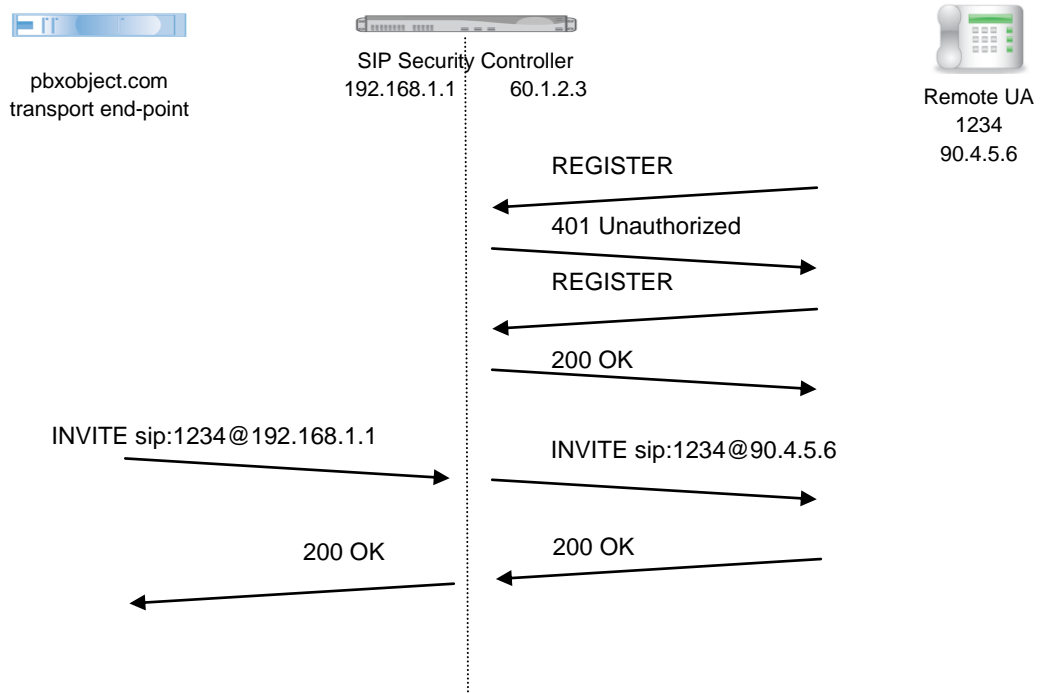 pbxobject.com
transport end-point
SIP Security Controller
192.168.1.1 60.1.2.3
Remote UA
1234
90.4.5.6
REGISTER
401 Unauthorized
REGISTER
200 OK
INVITE sip:1234@192.168.1.1
INVITE sip:1234@90.4.5.6
200 OK
200 OK